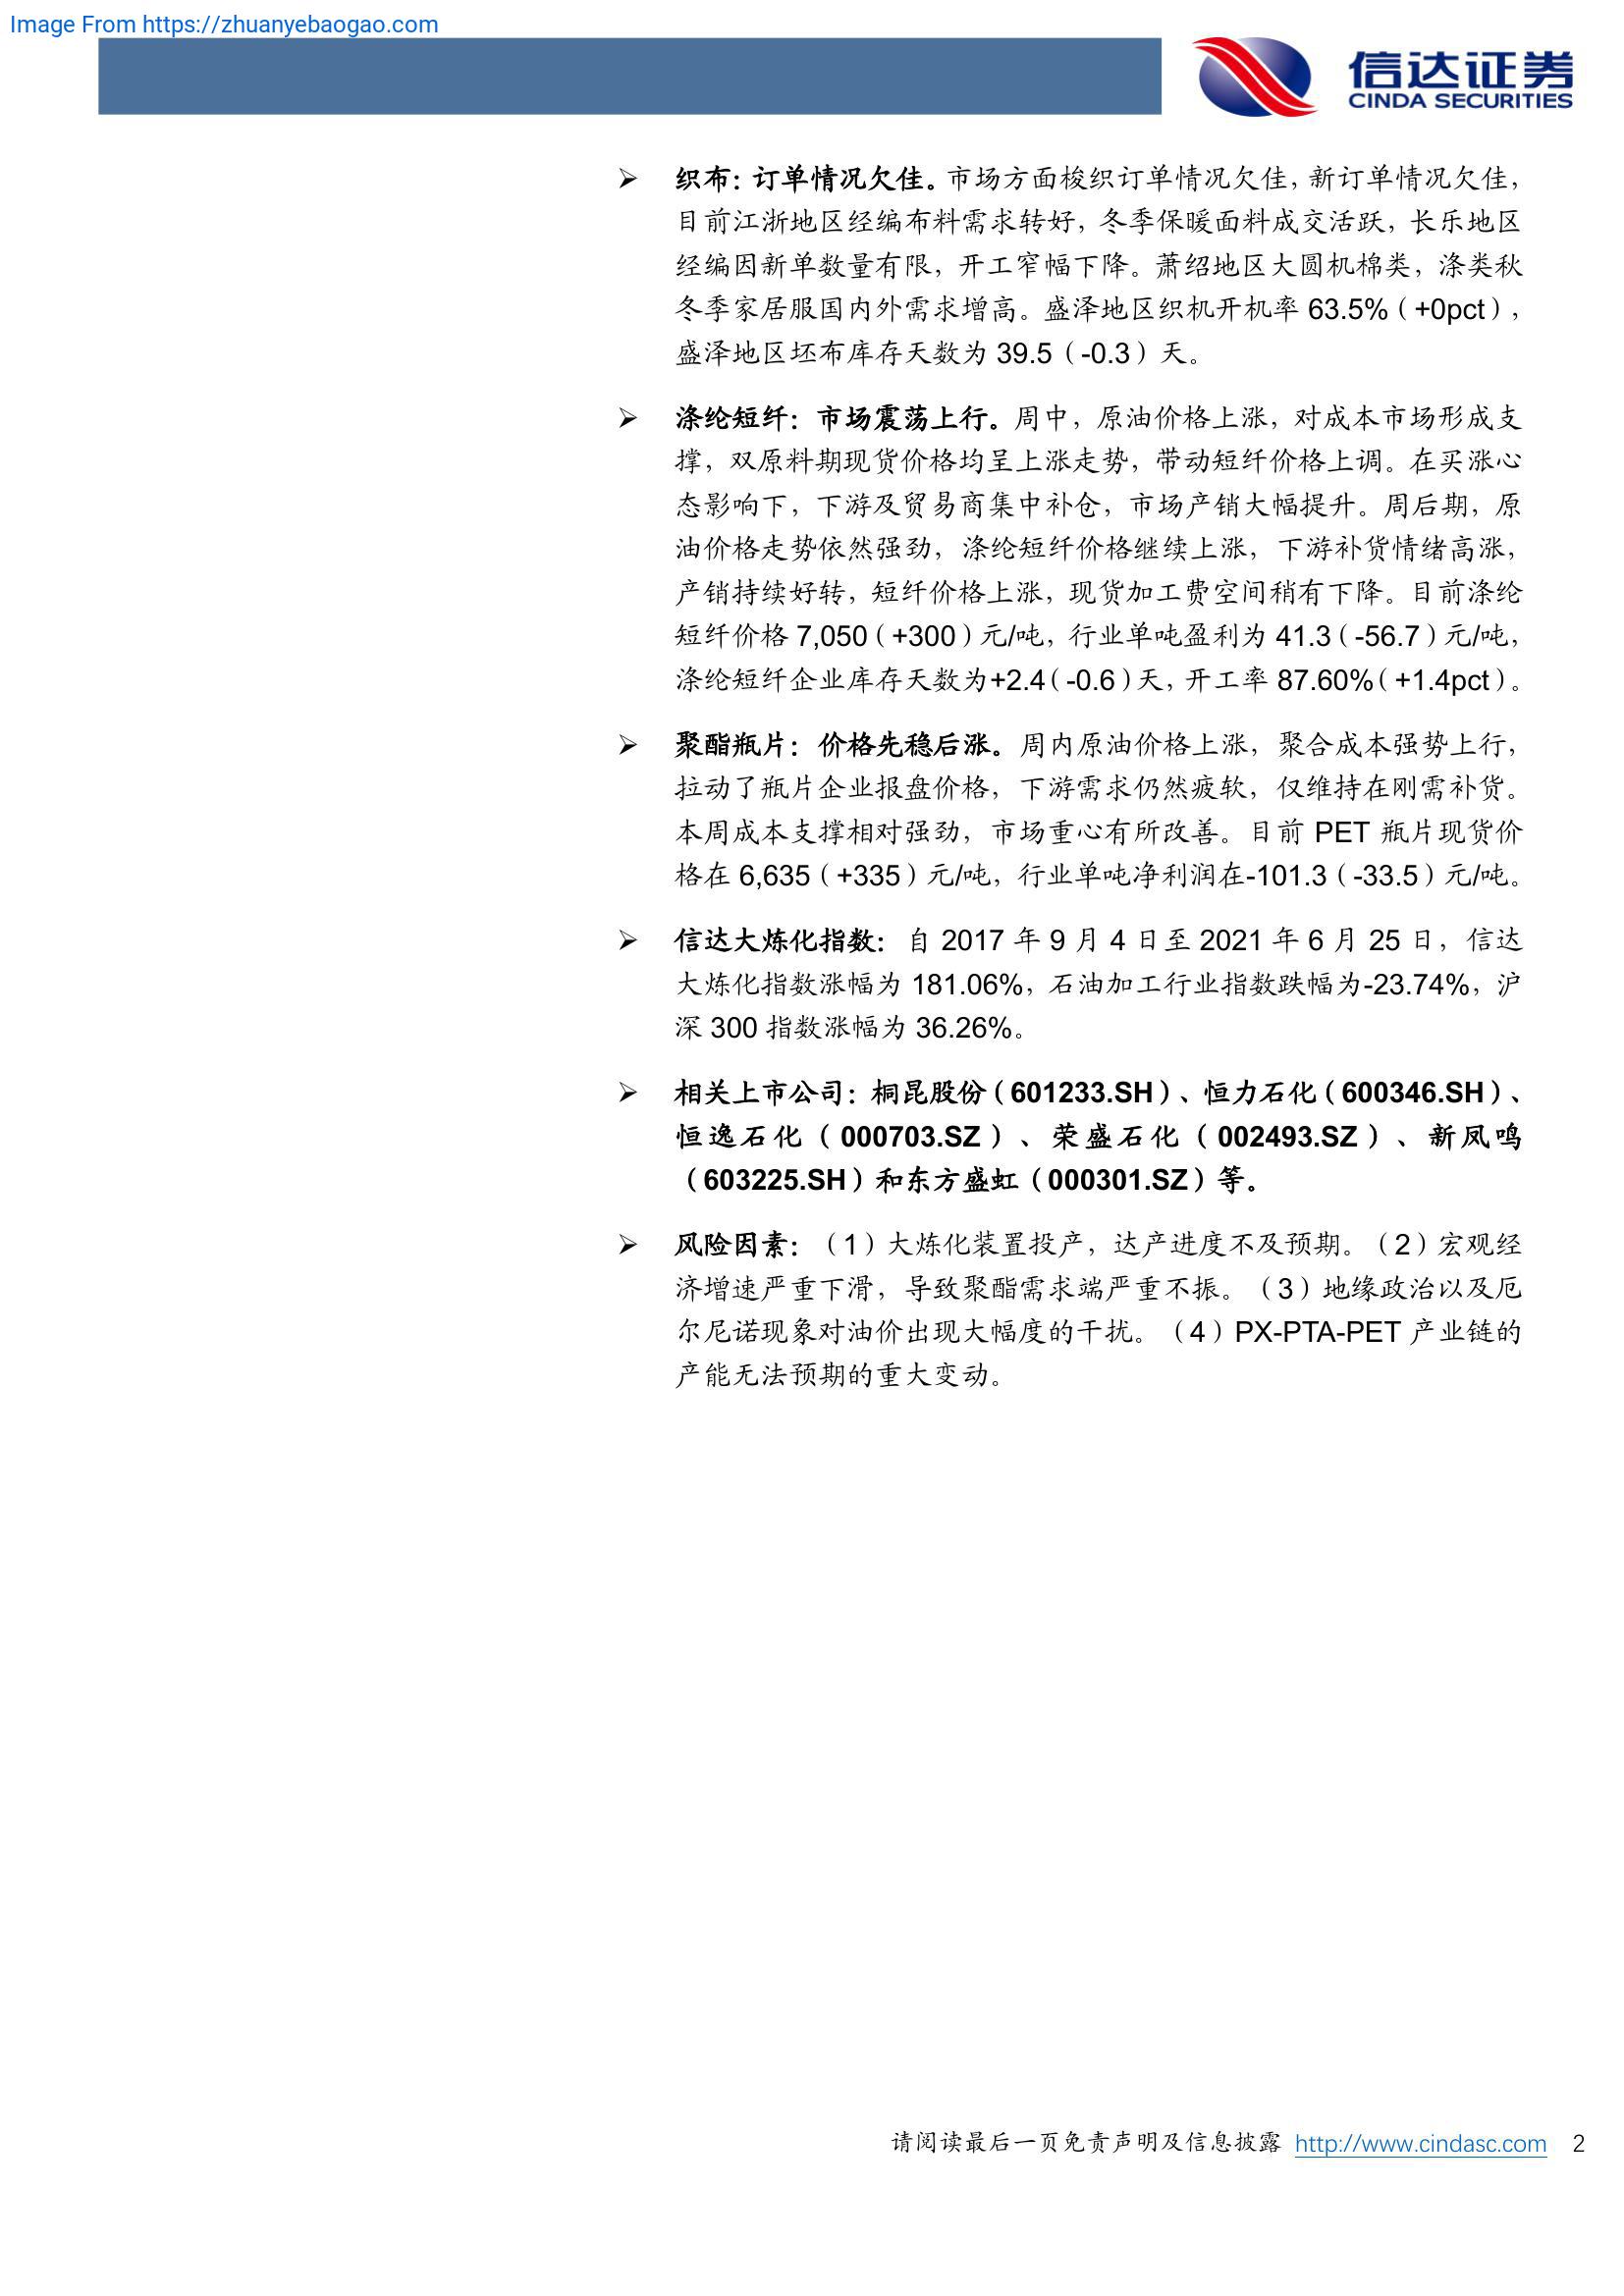 Image From https://zhuanyebaogao.com
信达证券
CINDA SECURITIES
➢ 织布：订单情况欠佳。市场方面梭织订单情况欠佳，新订单情况欠佳，
目前江浙地区经编布料需求转好，冬季保暖面料成交活跃，长乐地区
经编因新单数量有限，开工窄幅下降。萧绍地区大圆机棉类，涤类秋
冬季家居服国内外需求增高。盛泽地区织机开机率 63.5%（+0pct），
盛泽地区坯布库存天数为 39.5（-0.3）天。
➢ 涤纶短纤：市场震荡上行。周中，原油价格上涨，对成本市场形成支
撑，双原料期现货价格均呈上涨走势，带动短纤价格上调。在买涨心
态影响下，下游及贸易商集中补仓，市场产销大幅提升。周后期，原
油价格走势依然强劲，涤纶短纤价格继续上涨，下游补货情绪高涨，
产销持续好转，短纤价格上涨，现货加工费空间稍有下降。目前涤纶
短纤价格 7,050（+300）元/吨，行业单吨盈利为 41.3（-56.7）元/吨，
涤纶短纤企业库存天数为+2.4（-0.6）天，开工率 87.60%（+1.4pct）。
➢ 聚酯瓶片：价格先稳后涨。周内原油价格上涨，聚合成本强势上行，
拉动了瓶片企业报盘价格，下游需求仍然疲软，仅维持在刚需补货。
本周成本支撑相对强劲，市场重心有所改善。目前 PET 瓶片现货价
格在 6,635（+335）元/吨，行业单吨净利润在-101.3（-33.5）元/吨。
➢ 信达大炼化指数：自 2017 年 9 月 4 日至 2021 年 6 月 25 日，信达
大炼化指数涨幅为 181.06%，石油加工行业指数跌幅为-23.74%，沪
深 300 指数涨幅为 36.26%。
➢ 相关上市公司：桐昆股份（601233.SH）、恒力石化（600346.SH）、
恒逸石化（000703.SZ）、荣盛石化（002493.SZ）、新凤鸣
（603225.SH）和东方盛虹（000301.SZ）等。
➢ 风险因素：（1）大炼化装置投产，达产进度不及预期。（2）宏观经
济增速严重下滑，导致聚酯需求端严重不振。（3）地缘政治以及厄
尔尼诺现象对油价出现大幅度的干扰。（4）PX-PTA-PET 产业链的
产能无法预期的重大变动。
请阅读最后一页免责声明及信息披露 http://www.cindasc.com 2